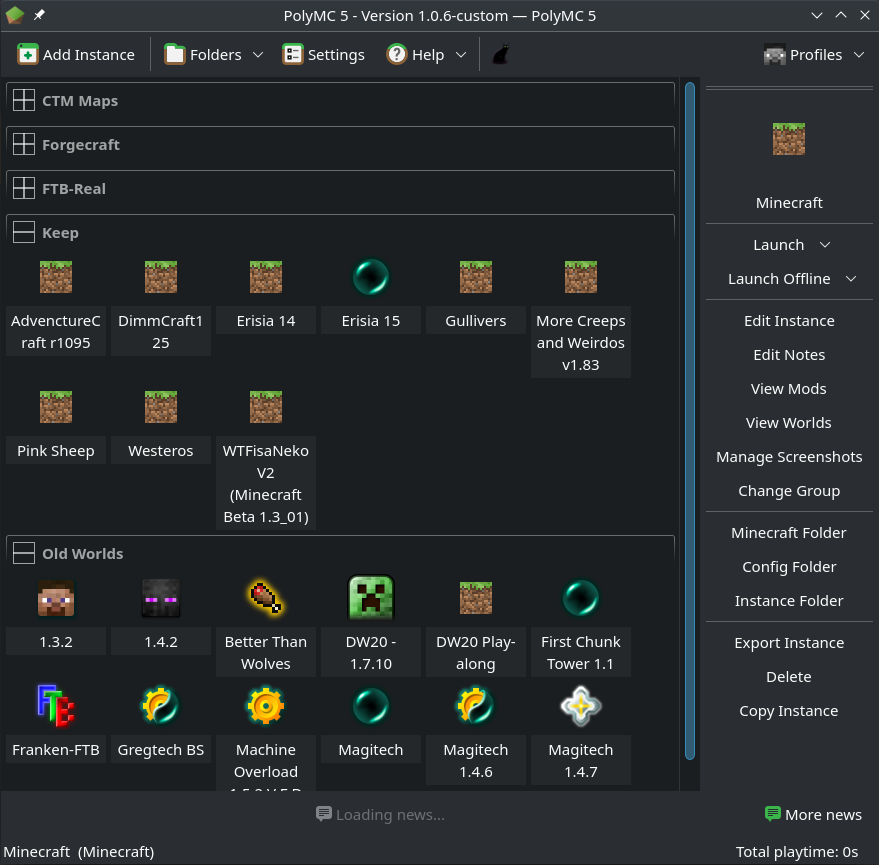 PolyMC 5 - Version 1.0.6-custom — PolyMC 5
Add Instance Folders Settings Help Profiles
CTM Maps
Forgecraft
FTB-Real
Keep
AdvenctureC
raft r1095
DimmCraft1
25
Erisia 14
Erisia 15
Gullivers
More Creeps
and Weirdos
v1.83
Pink Sheep
Westeros
WTFisaNeko
V2
(Minecraft
Beta 1.3_01)
Old Worlds
1.3.2
1.4.2
Better Than
Wolves
DW20 -
1.7.10
DW20 Play-
along
First Chunk
Tower 1.1
FTB
Franken-FTB
Gregtech BS
Machine
Overload
Magitech
Magitech
1.4.6
Magitech
1.4.7
Minecraft
Launch
Launch Offline
Edit Instance
Edit Notes
View Mods
View Worlds
Manage Screenshots
Change Group
Minecraft Folder
Config Folder
Instance Folder
Export Instance
Delete
Copy Instance
Loading news...
More news
Minecraft (Minecraft)
Total playtime: 0s